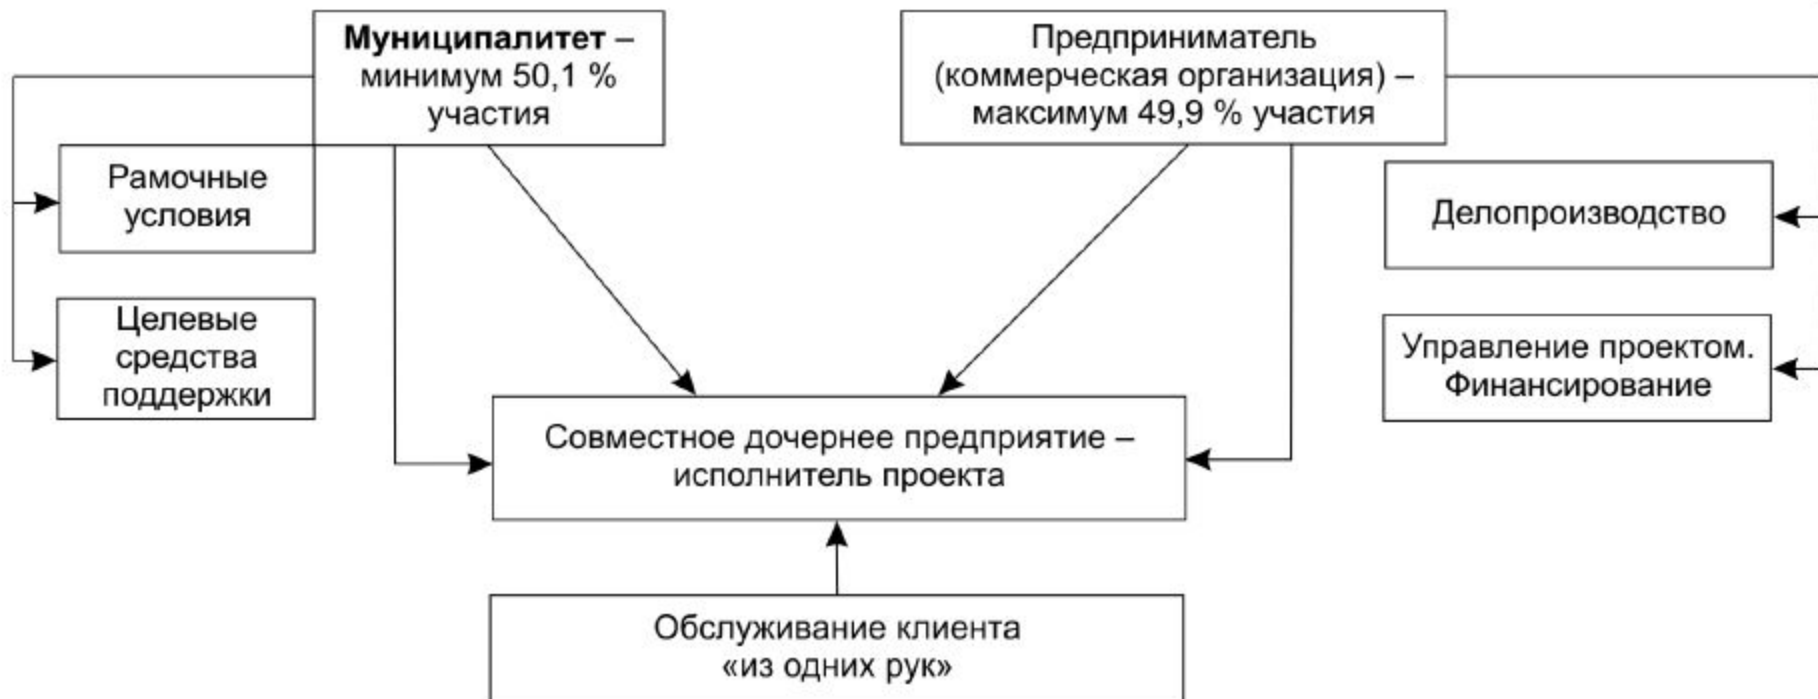 Муниципалитет –
минимум 50,1 %
участия
Предприниматель
(коммерческая организация) –
максимум 49,9 % участия
Рамочные
условия
Делопроизводство
Целевые
средства
поддержки
Управление проектом.
Финансирование
Совместное дочернее предприятие –
исполнитель проекта
Обслуживание клиента
«из одних рук»